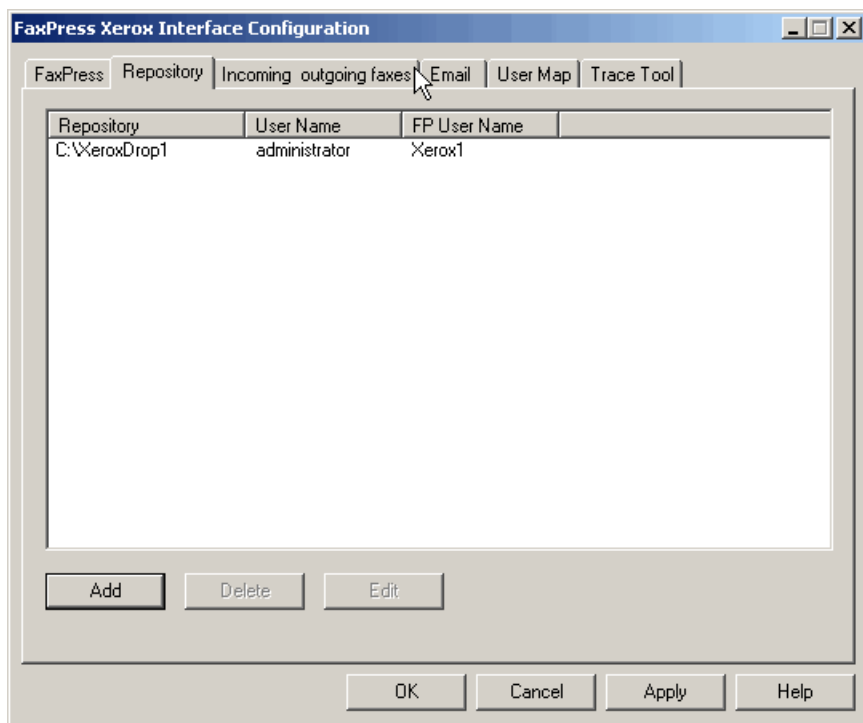 FaxPress Xerox Interface Configuration
FaxPress Repository Incoming outgoing faxes Email User Map Trace Tool
Repository User Name FP User Name
C:\XeroxDrop1 administrator Xerox1
Add Delete Edit
OK Cancel Apply Help